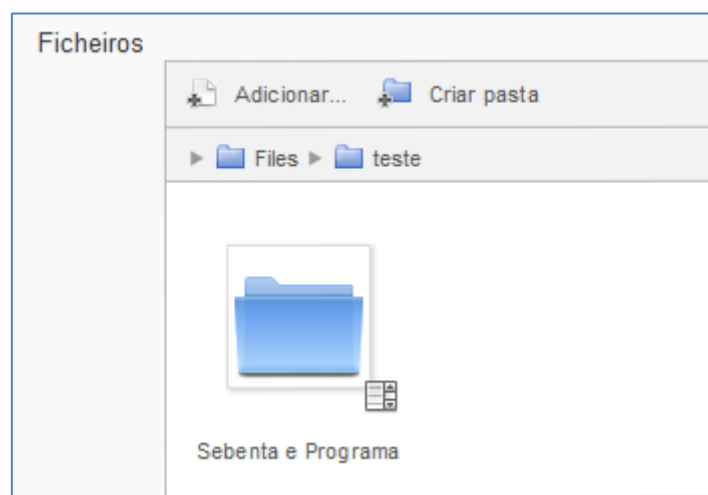 Ficheiros
Adicionar... Criar pasta
Files teste
Sebenta e Programa